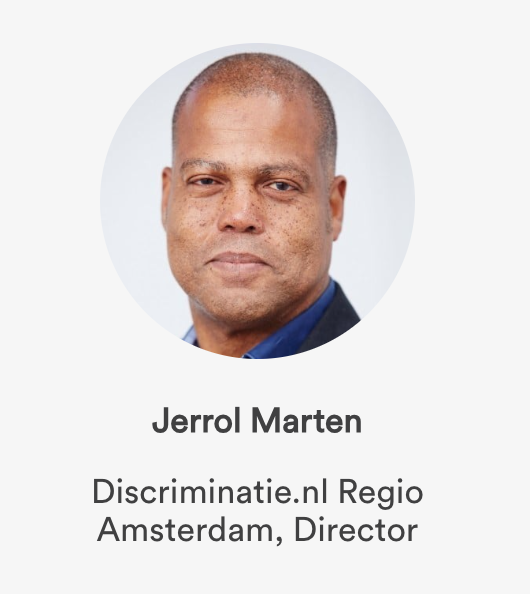 Jerrol Marten
Discriminatie.nl Regio
Amsterdam, Director